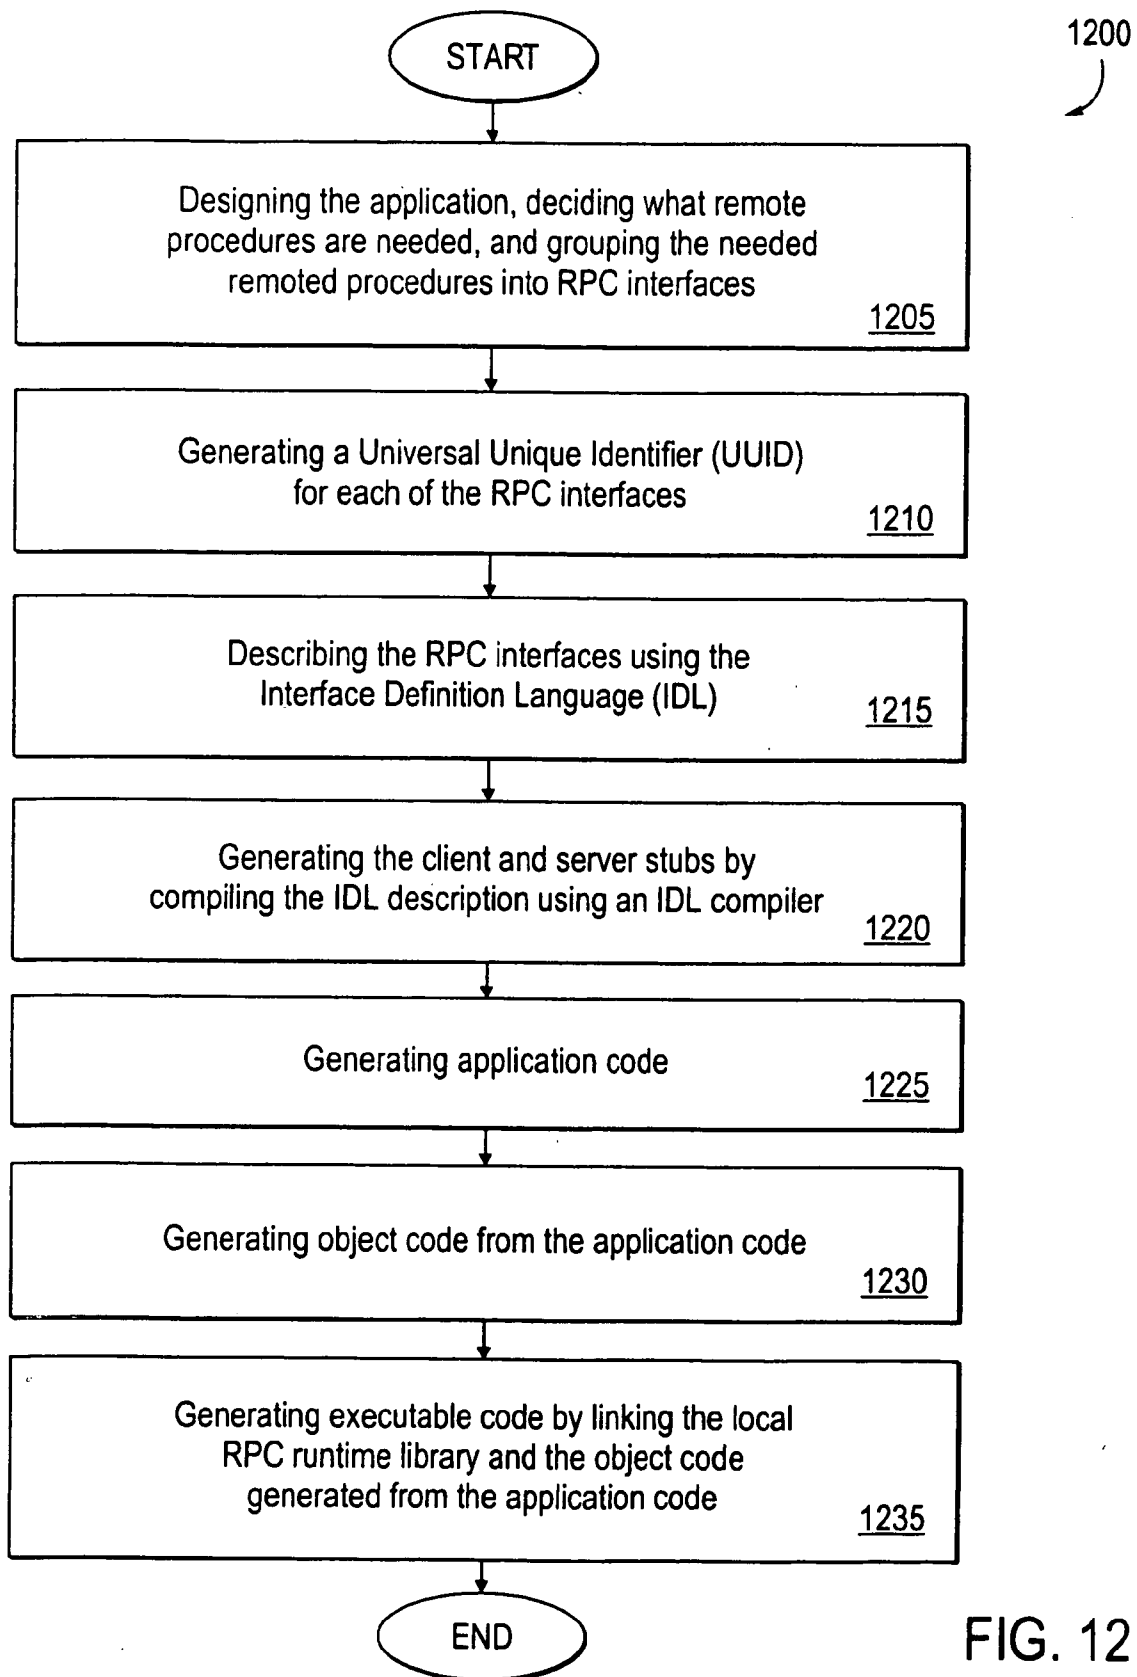 1200
START
Designing the application, deciding what remote
procedures are needed, and grouping the needed
remoted procedures into RPC interfaces
1205
Generating a Universal Unique Identifier (UUID)
for each of the RPC interfaces
1210
Describing the RPC interfaces using the
Interface Definition Language (IDL)
1215
Generating the client and server stubs by
compiling the IDL description using an IDL compiler
1220
Generating application code
1225
Generating object code from the application code
1230
Generating executable code by linking the local
RPC runtime library and the object code
generated from the application code
1235
END
FIG. 12